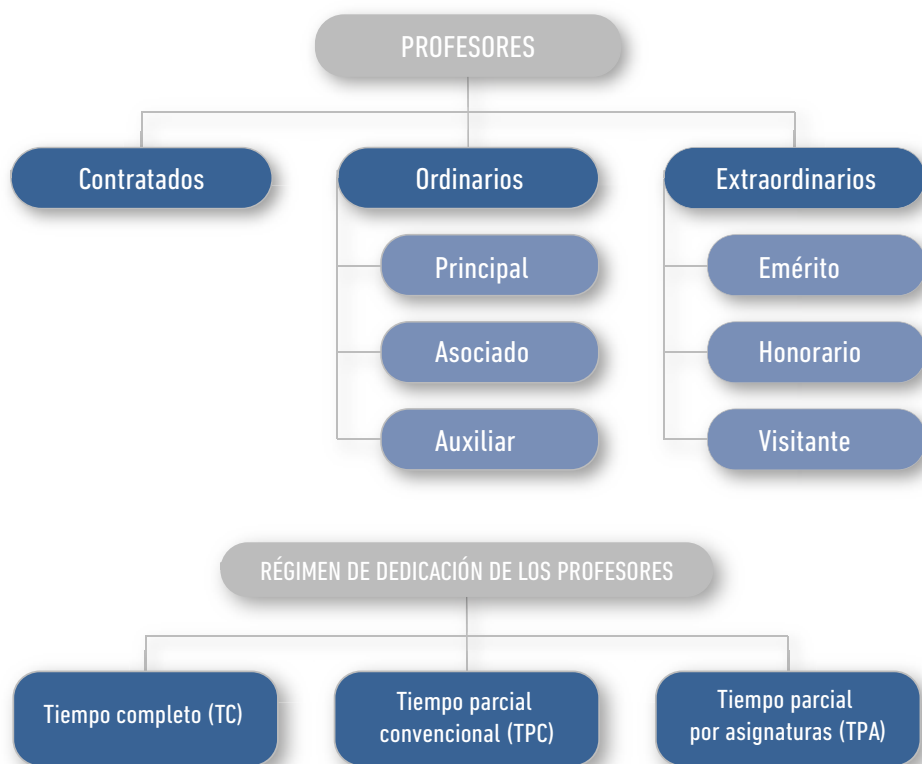 PROFESORES
Contratados
Ordinarios
Extraordinarios
Principal
Emérito
Asociado
Honorario
Auxiliar
Visitante
RÉGIMEN DE DEDICACIÓN DE LOS PROFESORES
Tiempo completo (TC)
Tiempo parcial
convencional (TPC)
Tiempo parcial
por asignaturas (TPA)